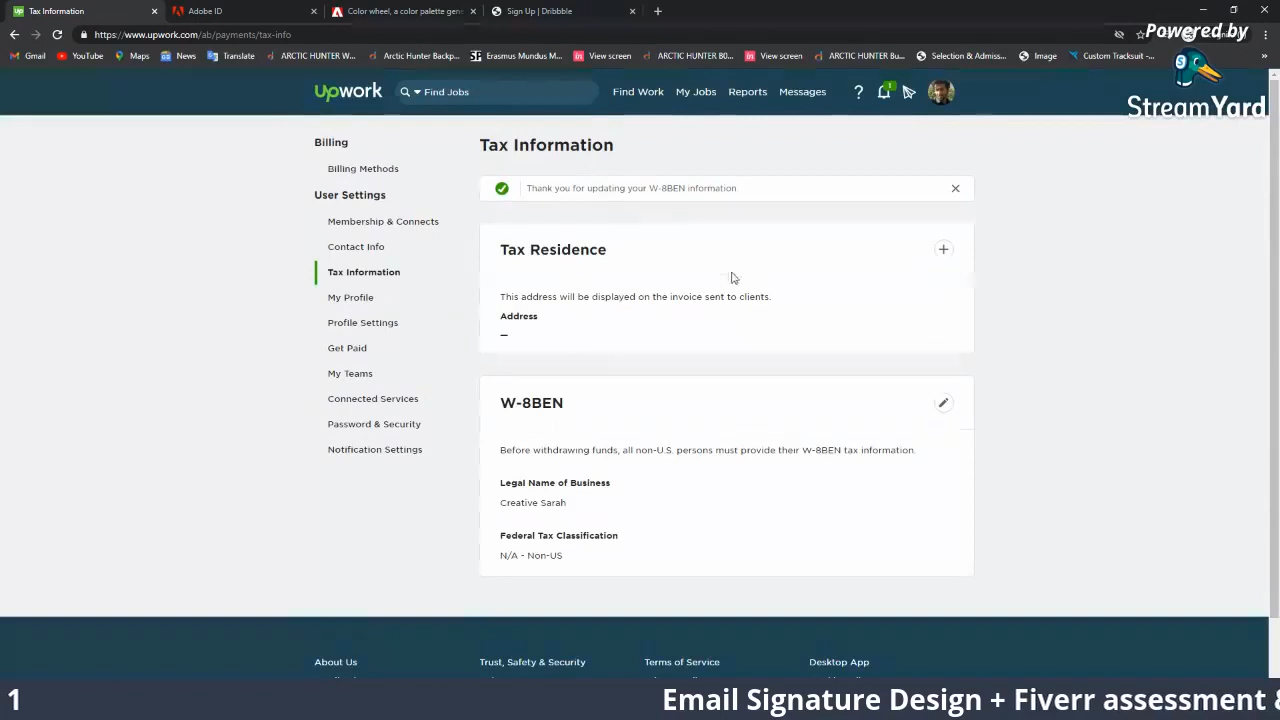 Tax Information
Adobe ID
Color wheel, a color palette gen
Sign Up | Dribbble
https://www.upwork.com/ab/payments/tax-info
Powered by
Gmail
YouTube
Maps
News
Translate
ARCTIC HUNTER W...
Arctic Hunter Backp...
Erasmus Mundus M...
View screen
ARCTIC HUNTER B0...
View screen
ARCTIC HUNTER Bu...
Selection & Admiss...
Image
Custom Tracksuit -...
StreamYard
upwork
Find Jobs
Find Work
My Jobs
Reports
Messages
?
1
Billing
Billing Methods
User Settings
Membership & Connects
Contact Info
Tax Information
My Profile
Profile Settings
Get Paid
My Teams
Connected Services
Password & Security
Notification Settings
Tax Information
Thank you for updating your W-8BEN information.
Tax Residence
This address will be displayed on the invoice sent to clients.
Address
—
W-8BEN
Before withdrawing funds, all non-U.S. persons must provide their W-8BEN tax information.
Legal Name of Business
Creative Sarah
Federal Tax Classification
N/A - Non-US
About Us
Trust, Safety & Security
Terms of Service
Desktop App
1
Email Signature Design + Fiverr assessment &